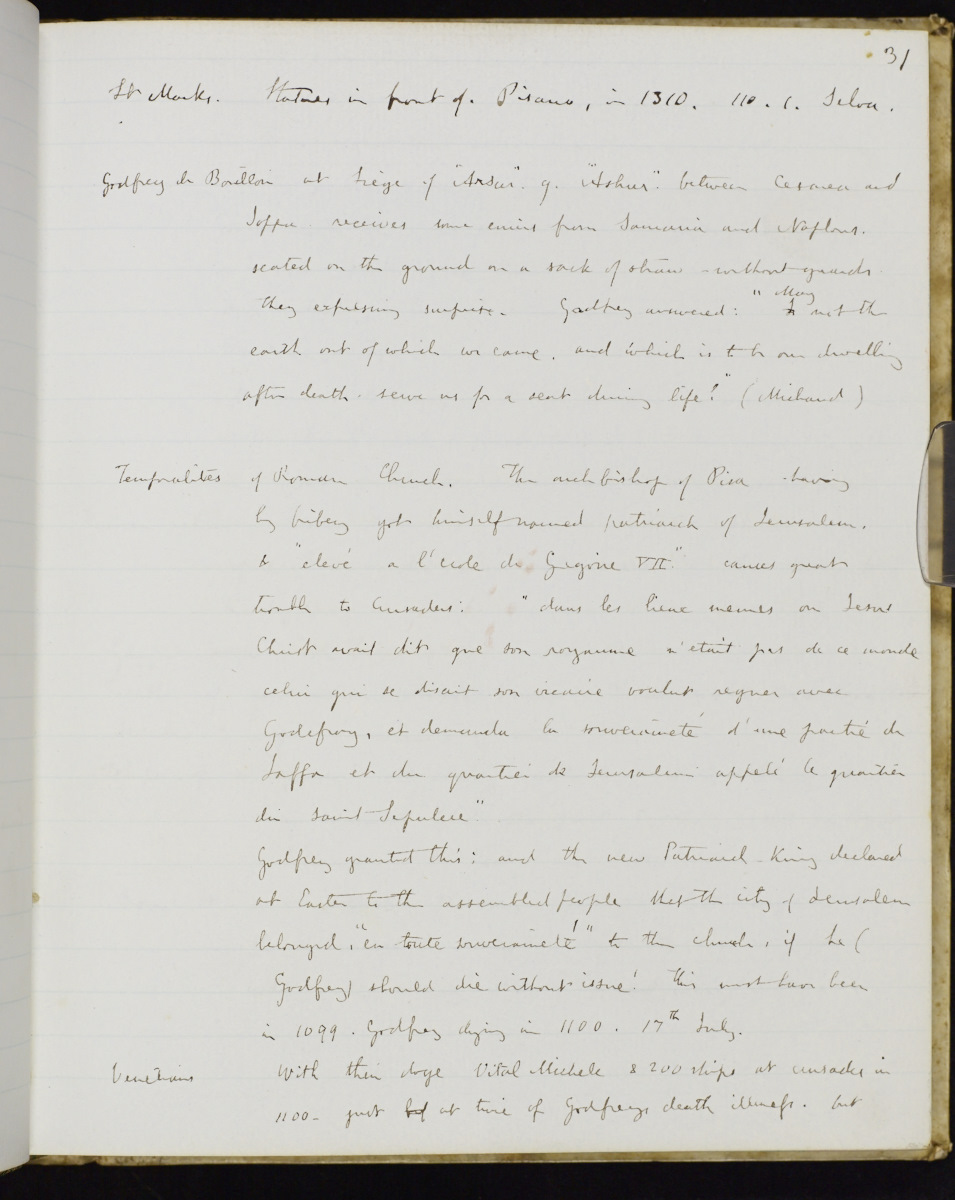 31
St Marks. Statues in front of. Pisano, in 1310. 110. 1. Selva.
Godfrey de Bouillon at siege of "Arsur". q. "Ashur". between Cesarea and
Joppa. receives some emirs from Samaria and Naplous.
seated on the ground on a sack of straw - without guards.
they expressing surprise. Godfrey answered: " May not the
earth out of which we came, and which is to be our dwelling
after death. serve us for a seat during life!" (Michaud)
Temporalites of Roman Church. The archbishop of Pisa having
by bribery got himself named patriarch of Jerusalem.
& "elevé a l'école de Gregoire VII." causes great
trouble to Crusaders: "dans les lieux memes ou Jesus
Christ avait dit que son royaume n'etait pas de ce monde
celui qui se disait son vicaire voulut regner avec
Godefroy, et demanda la souveraineté d'une partie de
Jaffa et du quartier de Jerusalem appelé le quartier
du Saint Sepulcre"
Godfrey granted this: and the new Patriarch-King declared
at Easter to the assembled people that the city of Jerusalem
belonged, "en toute souveraineté!" to the church, if he (
Godfrey) should die without issue! This must have been
in 1099. Godfrey dying in 1100. 17th July.
Venetians With their doge Vital Michele & 200 ships at crusades in
1100 - just at time of Godfreys death illness. but